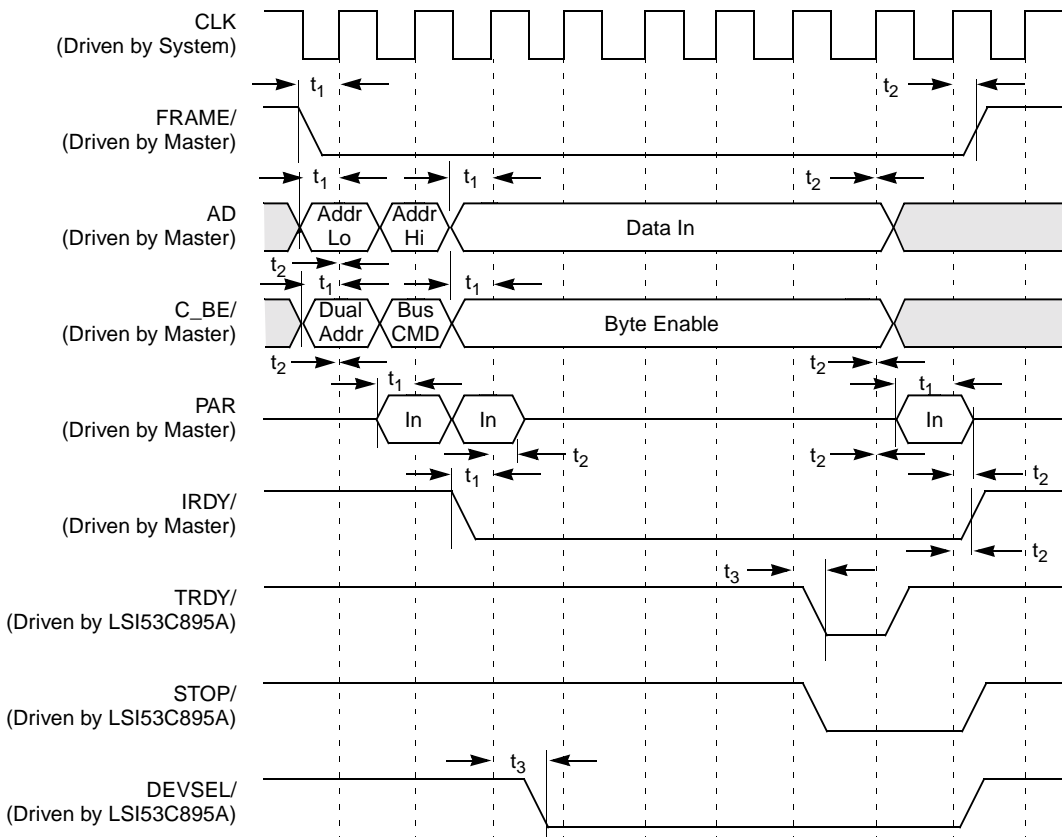 CLK
(Driven by System)
t1
t2
FRAME/
(Driven by Master)
t1
t1
t2
AD
(Driven by Master)
Addr
Lo
Addr
Hi
Data In
t2
t1
t1
C_BE/
(Driven by Master)
Dual
Addr
Bus
CMD
Byte Enable
t2
t2
t1
t1
PAR
(Driven by Master)
In
In
In
t2
t2
t1
t2
IRDY/
(Driven by Master)
t2
t3
TRDY/
(Driven by LSI53C895A)
STOP/
(Driven by LSI53C895A)
t3
DEVSEL/
(Driven by LSI53C895A)